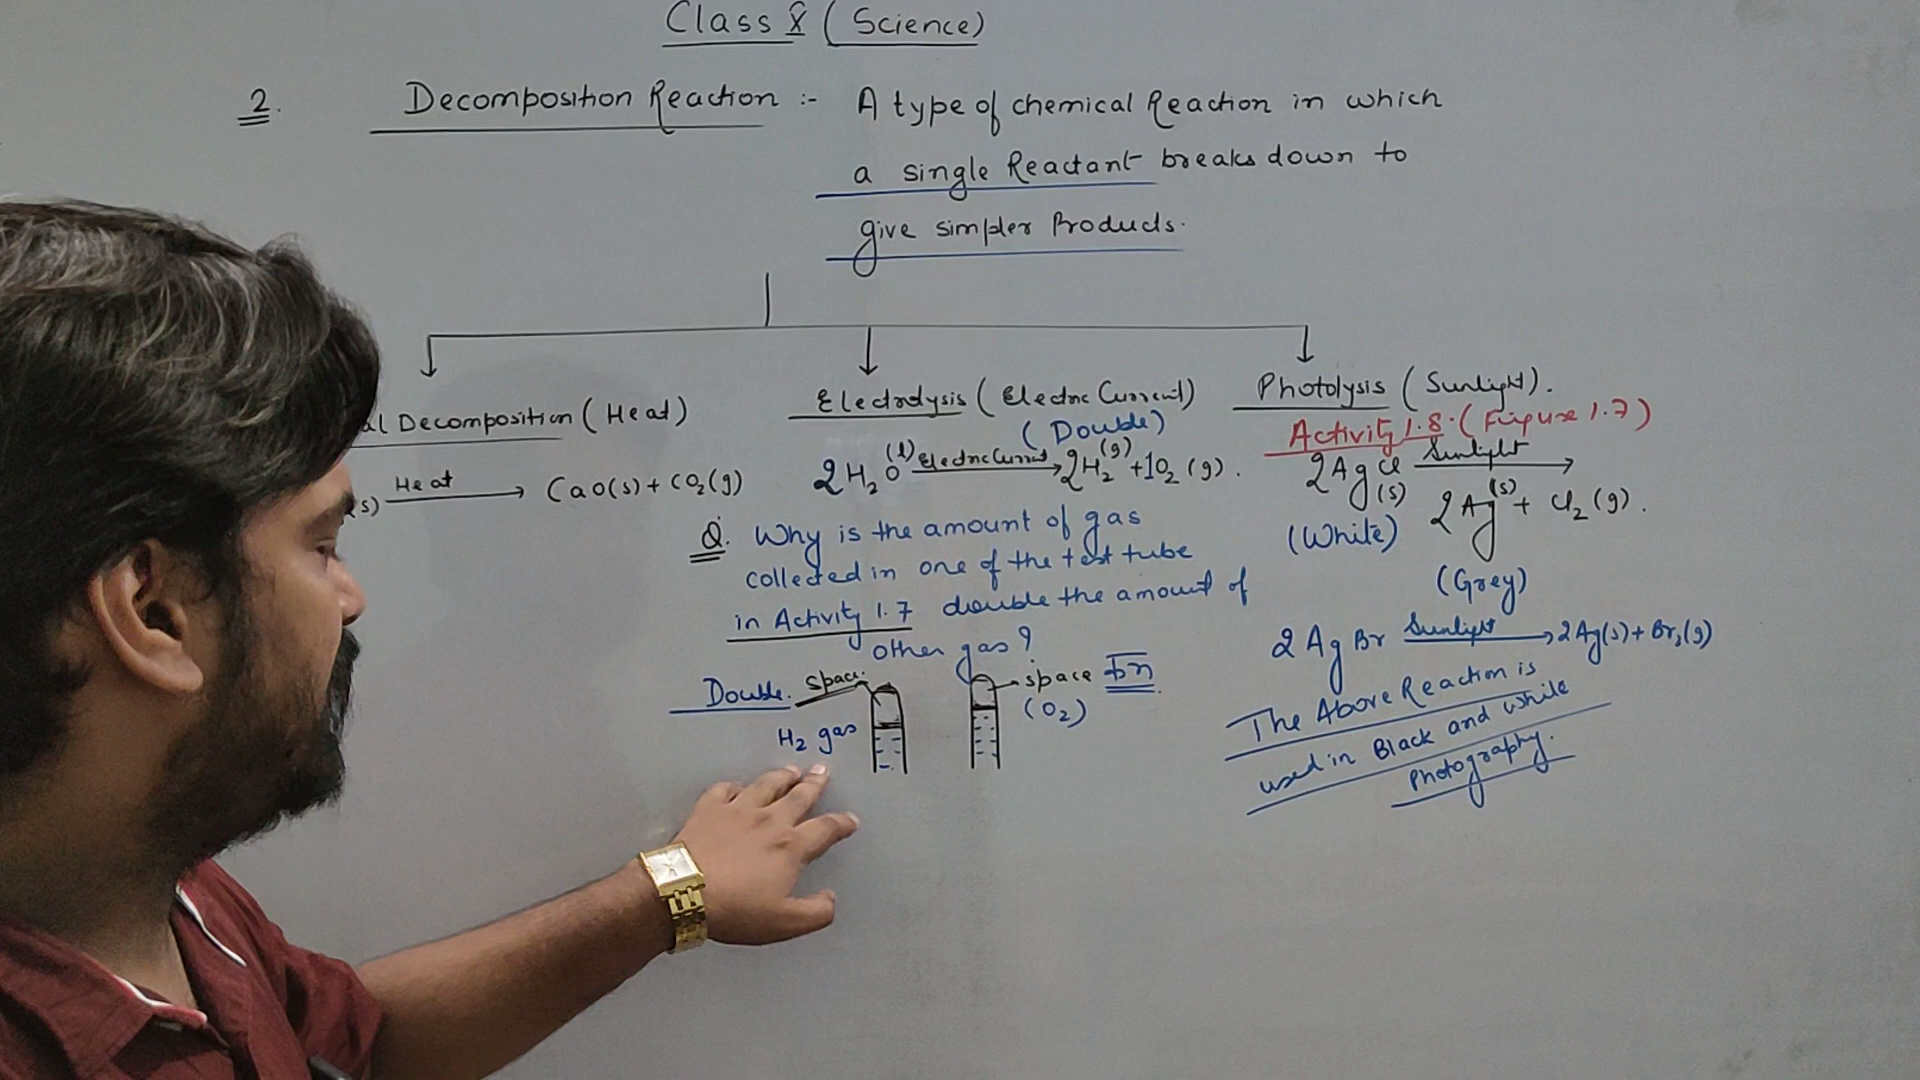 Class X (Science)
2. Decomposition Reaction :- A type of chemical Reaction in which
a single Reactant breaks down to
give simpler Products.
al Decomposition (Heat)
(s) Heat → CaO(s) + CO2(g)
Electrolysis (Electric Current)
(Double)
2H2O(l) Electric Current → 2H2(g) + 1O2(g).
Q. Why is the amount of gas
collected in one of the test tube
in Activity 1.7 double the amount of
other gas?
Double. space.
H2 gas
space
(O2)
Photolysis (Sunlight).
Activity 1.8. (Figure 1.7)
2AgCl(s) Sunlight →
2Ag(s) + Cl2(g).
(White)
(Grey)
2AgBr Sunlight → 2Ag(s) + Br2(g)
The Above Reaction is
used in Black and White
Photography.